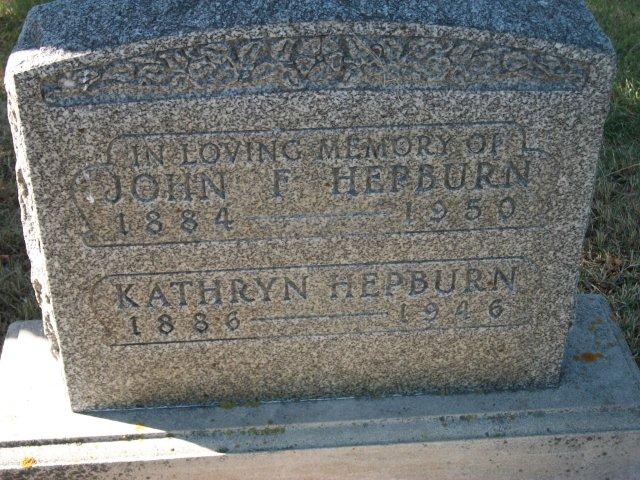 IN LOVING MEMORY OF
JOHN F HEPBURN
1884 — 1950
KATHRYN HEPBURN
1886 — 1946